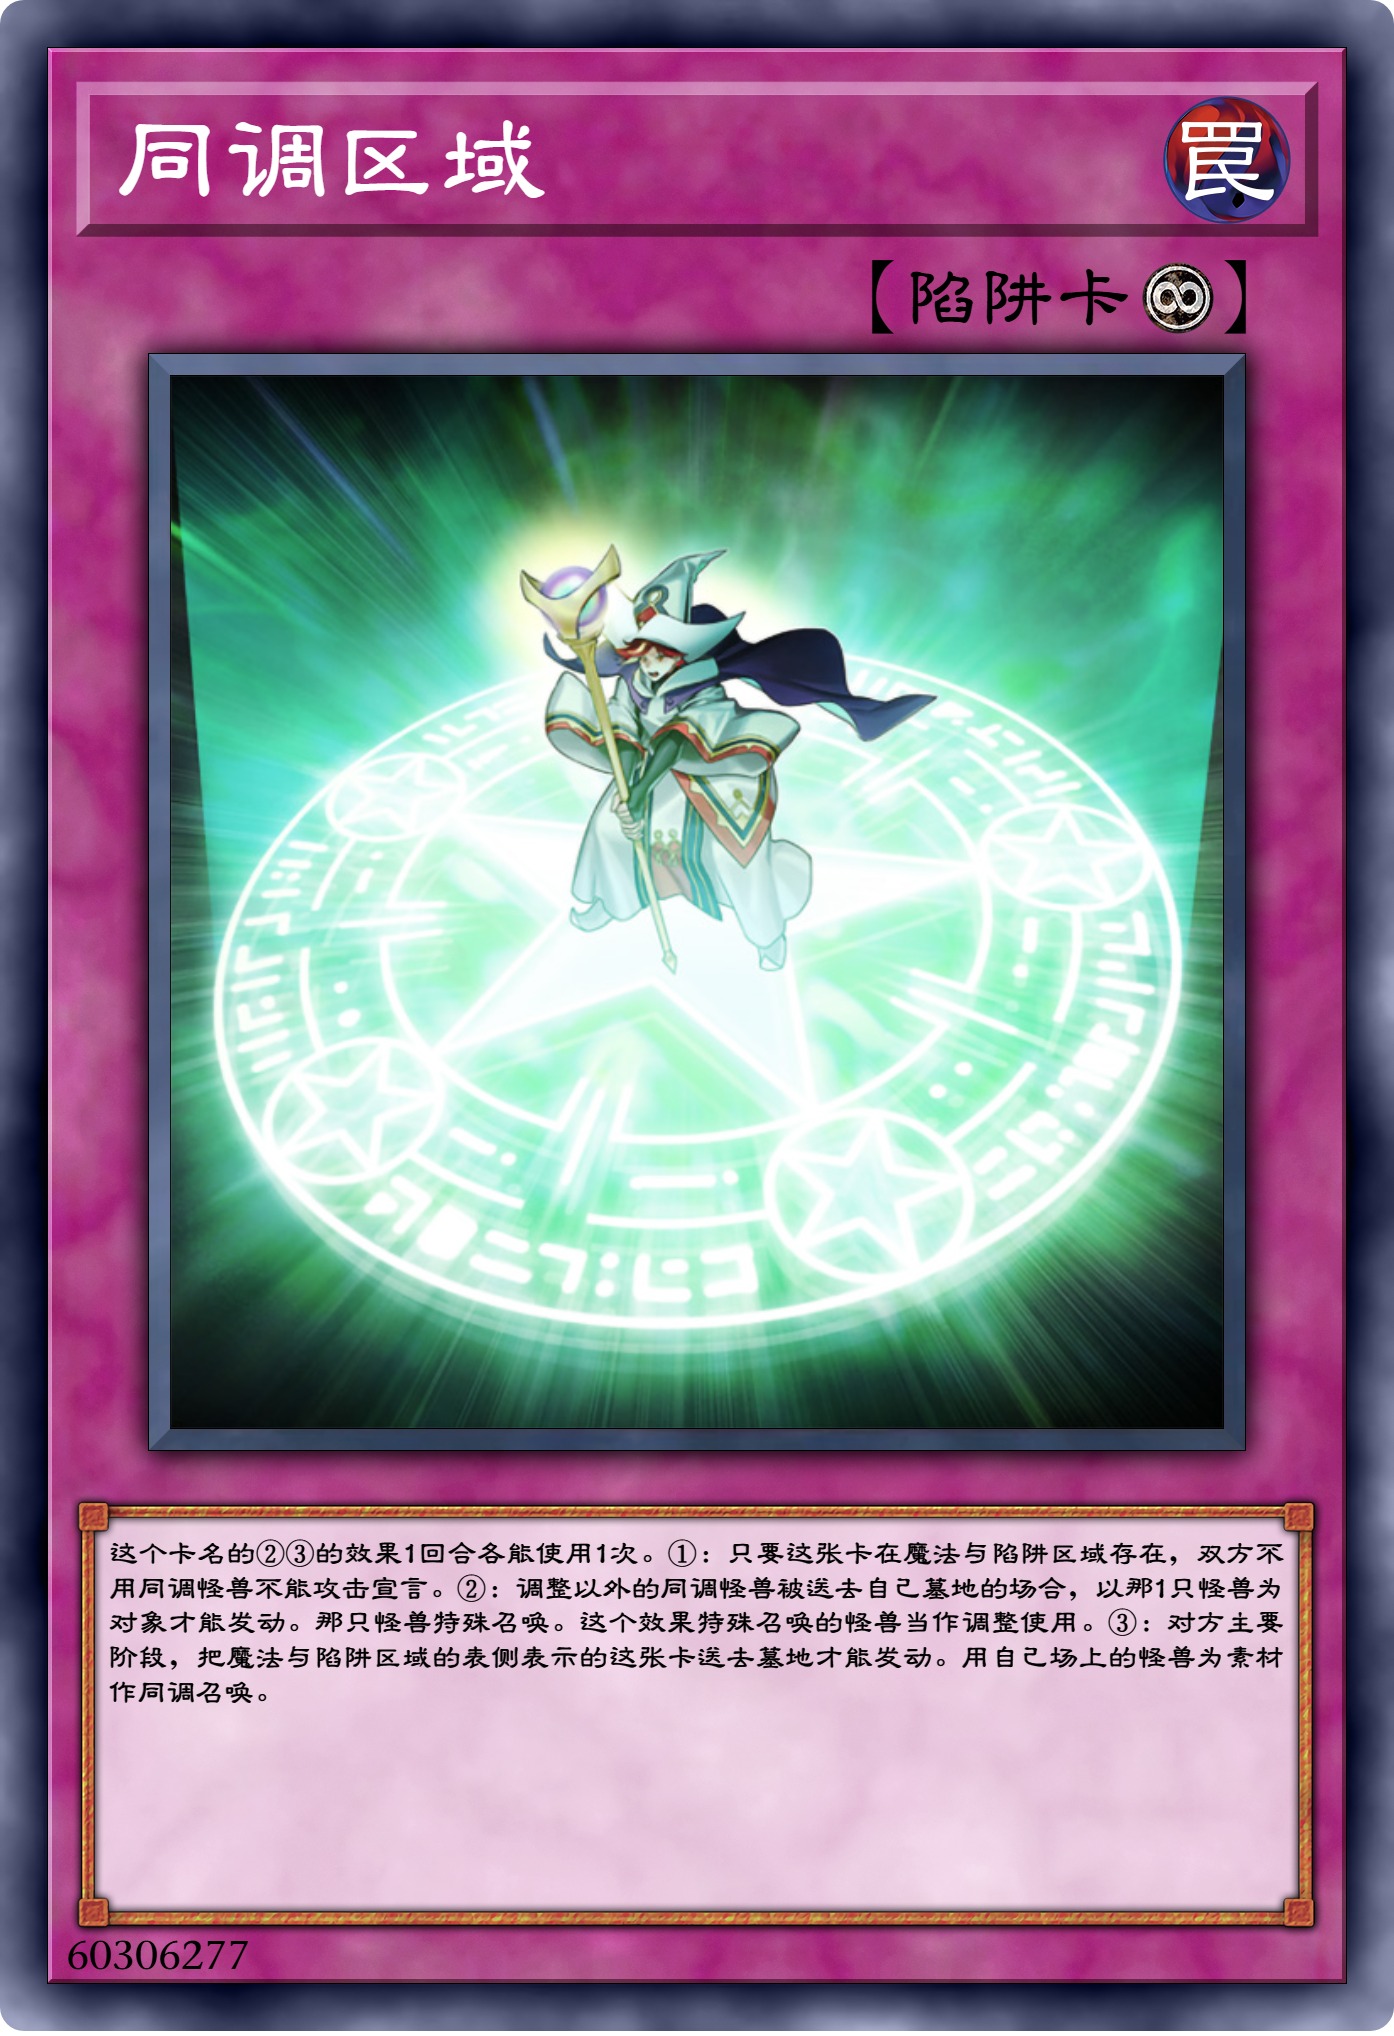 同调区域
罠
【陷阱卡】
这个卡名的②③的效果1回合各能使用1次。①：只要这张卡在魔法与陷阱区域存在，双方不
用同调怪兽不能攻击宣言。②：调整以外的同调怪兽被送去自己墓地的场合，以那1只怪兽为
对象才能发动。那只怪兽特殊召唤。这个效果特殊召唤的怪兽当作调整使用。③：对方主要
阶段，把魔法与陷阱区域的表侧表示的这张卡送去墓地才能发动。用自己场上的怪兽为素材
作同调召唤。
60306277